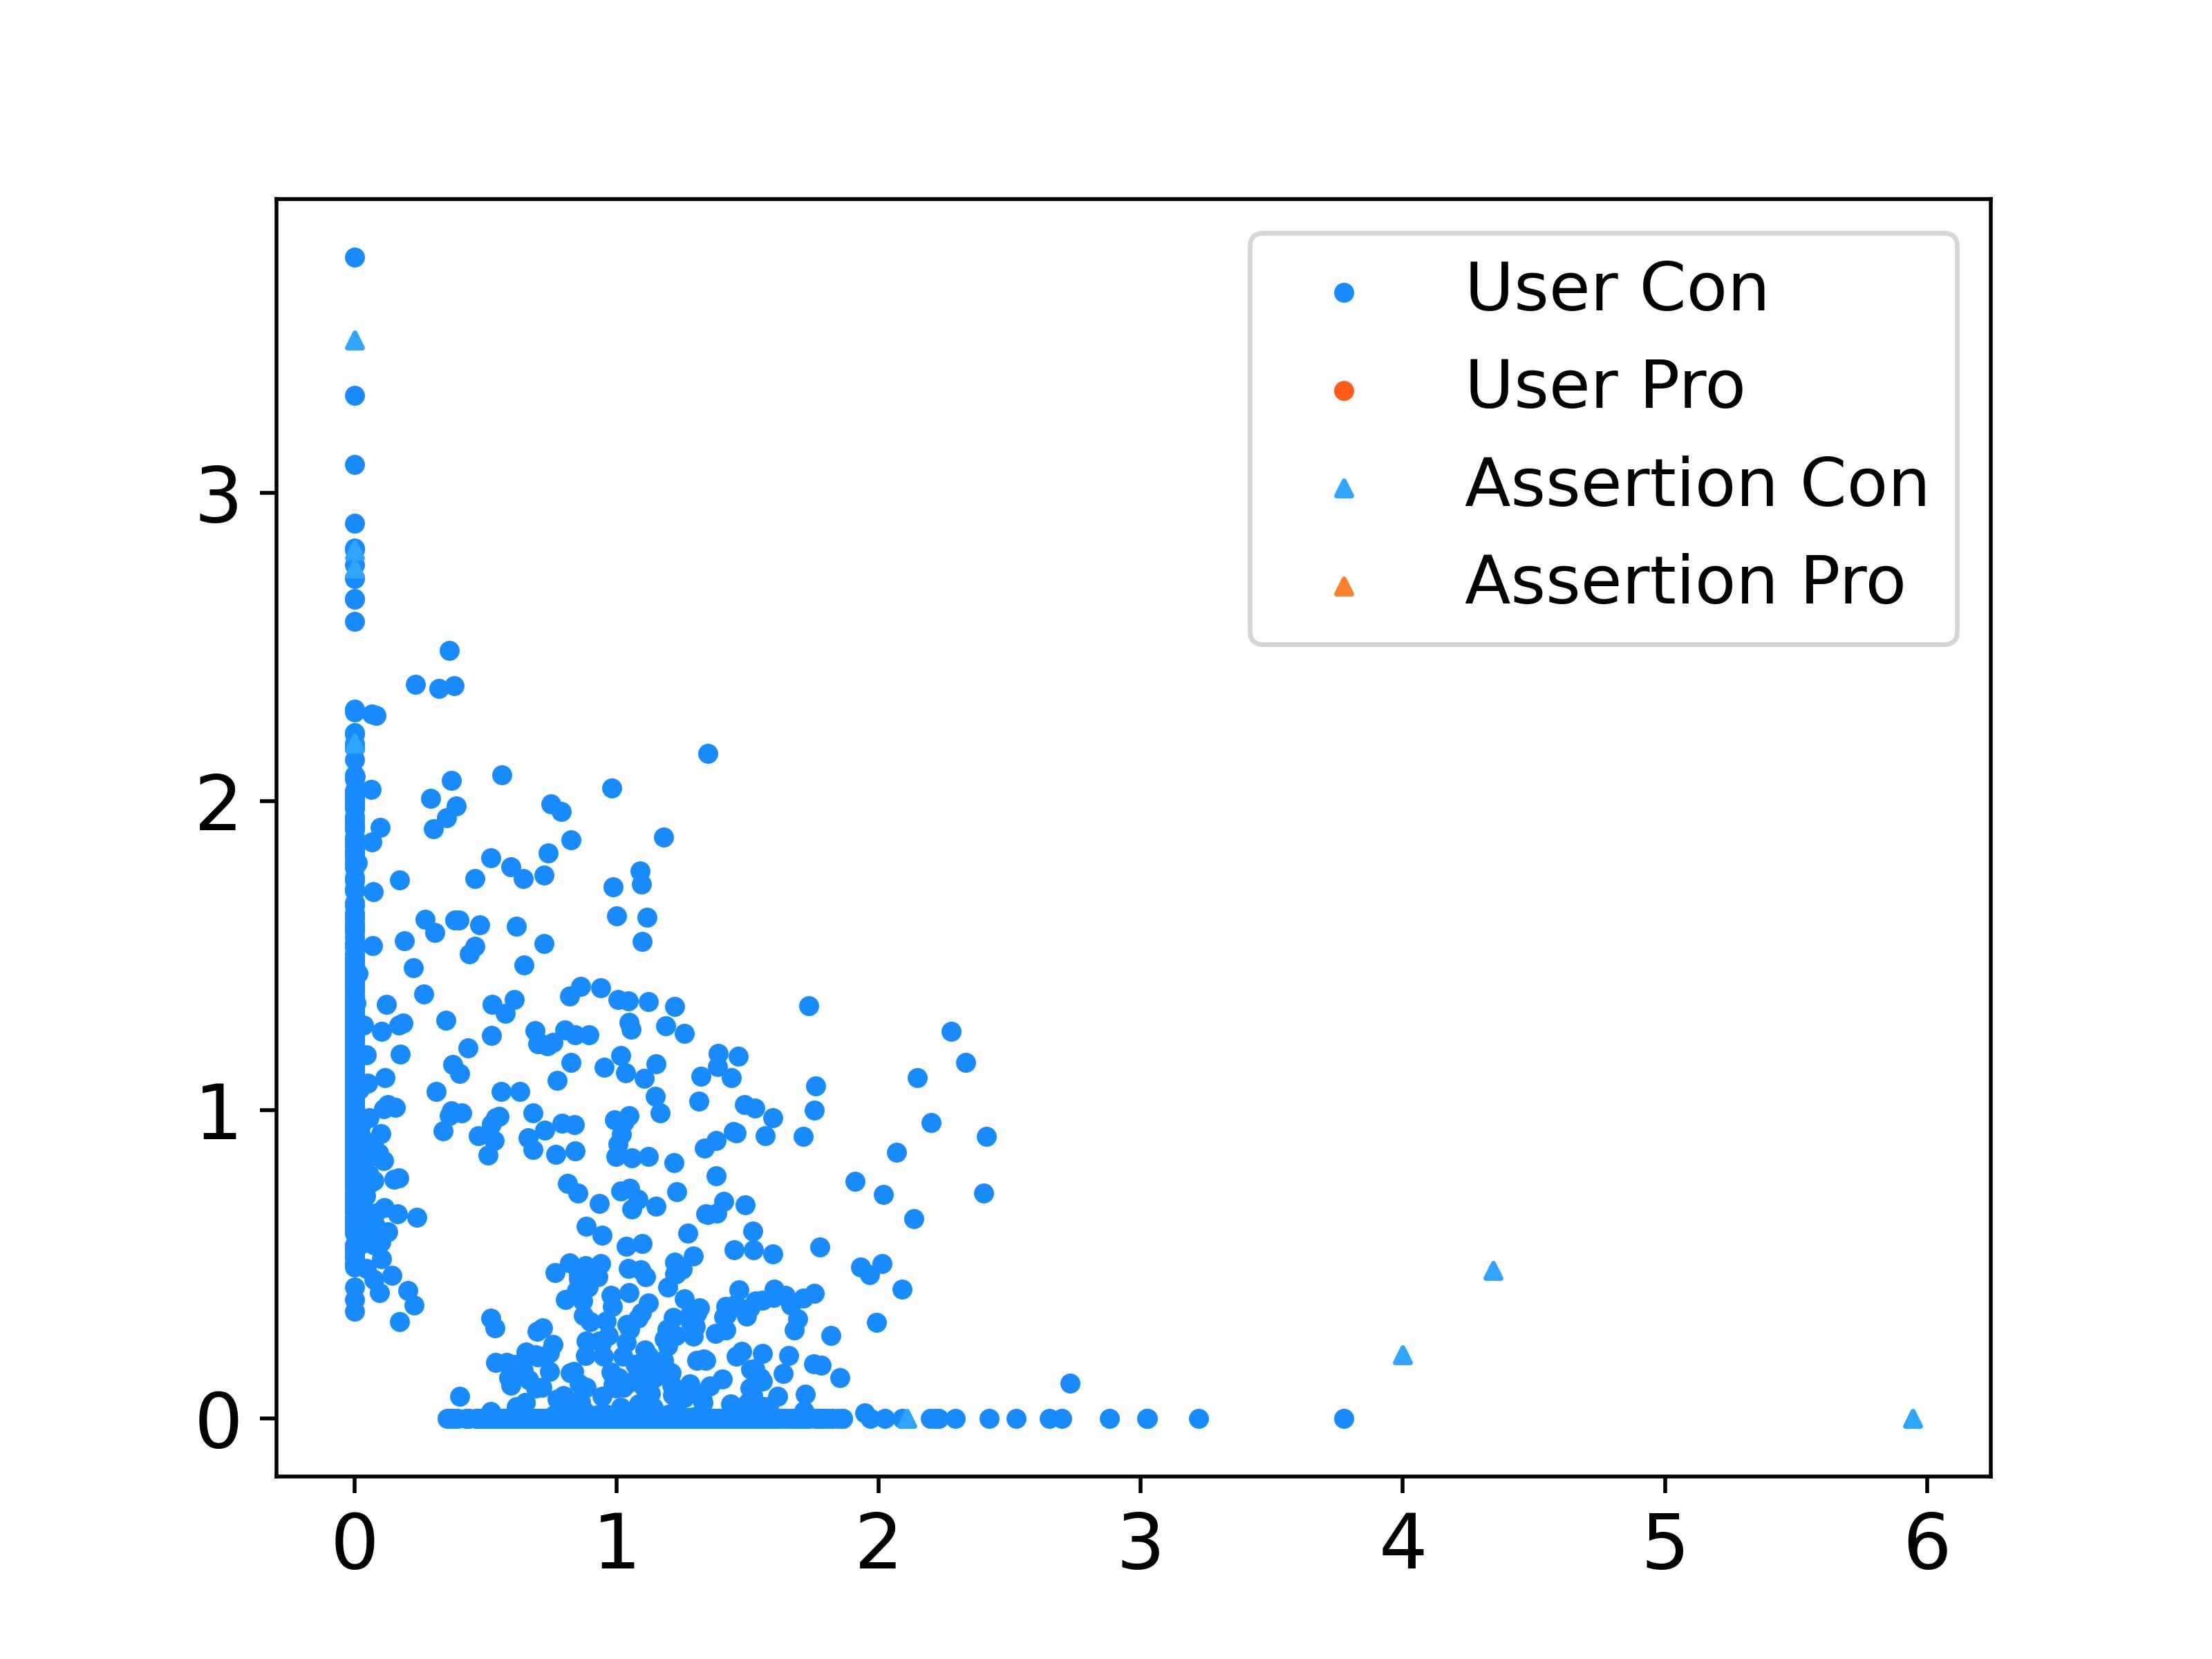 User Con
User Pro
Assertion Con
Assertion Pro
3
2
1
0
0 1 2 3 4 5 6